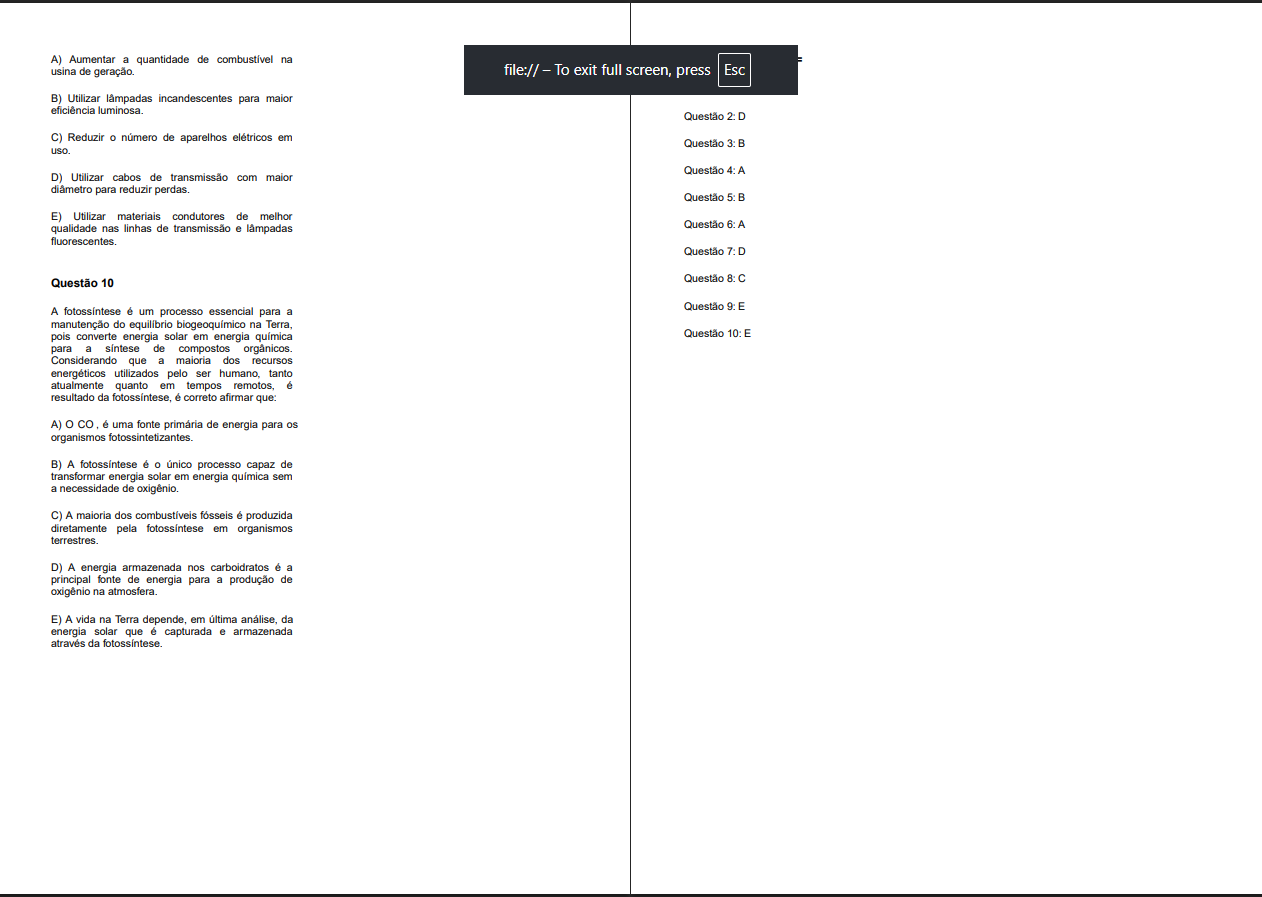 A) Aumentar a quantidade de combustível na
usina de geração.
B) Utilizar lâmpadas incandescentes para maior
eficiência luminosa.
C) Reduzir o número de aparelhos elétricos em
uso.
D) Utilizar cabos de transmissão com maior
diâmetro para reduzir perdas.
E) Utilizar materiais condutores de melhor
qualidade nas linhas de transmissão e lâmpadas
fluorescentes.
Questão 10
A fotossíntese é um processo essencial para a
manutenção do equilíbrio biogeoquímico na Terra,
pois converte energia solar em energia química
para a síntese de compostos orgânicos.
Considerando que a maioria dos recursos
energéticos utilizados pelo ser humano, tanto
atualmente quanto em tempos remotos, é
resultado da fotossíntese, é correto afirmar que:
A) O CO , é uma fonte primária de energia para os
organismos fotossintetizantes.
B) A fotossíntese é o único processo capaz de
transformar energia solar em energia química sem
a necessidade de oxigênio.
C) A maioria dos combustíveis fósseis é produzida
diretamente pela fotossíntese em organismos
terrestres.
D) A energia armazenada nos carboidratos é a
principal fonte de energia para a produção de
oxigênio na atmosfera.
E) A vida na Terra depende, em última análise, da
energia solar que é capturada e armazenada
através da fotossíntese.
file:// – To exit full screen, press Esc
Questão 2: D
Questão 3: B
Questão 4: A
Questão 5: B
Questão 6: A
Questão 7: D
Questão 8: C
Questão 9: E
Questão 10: E